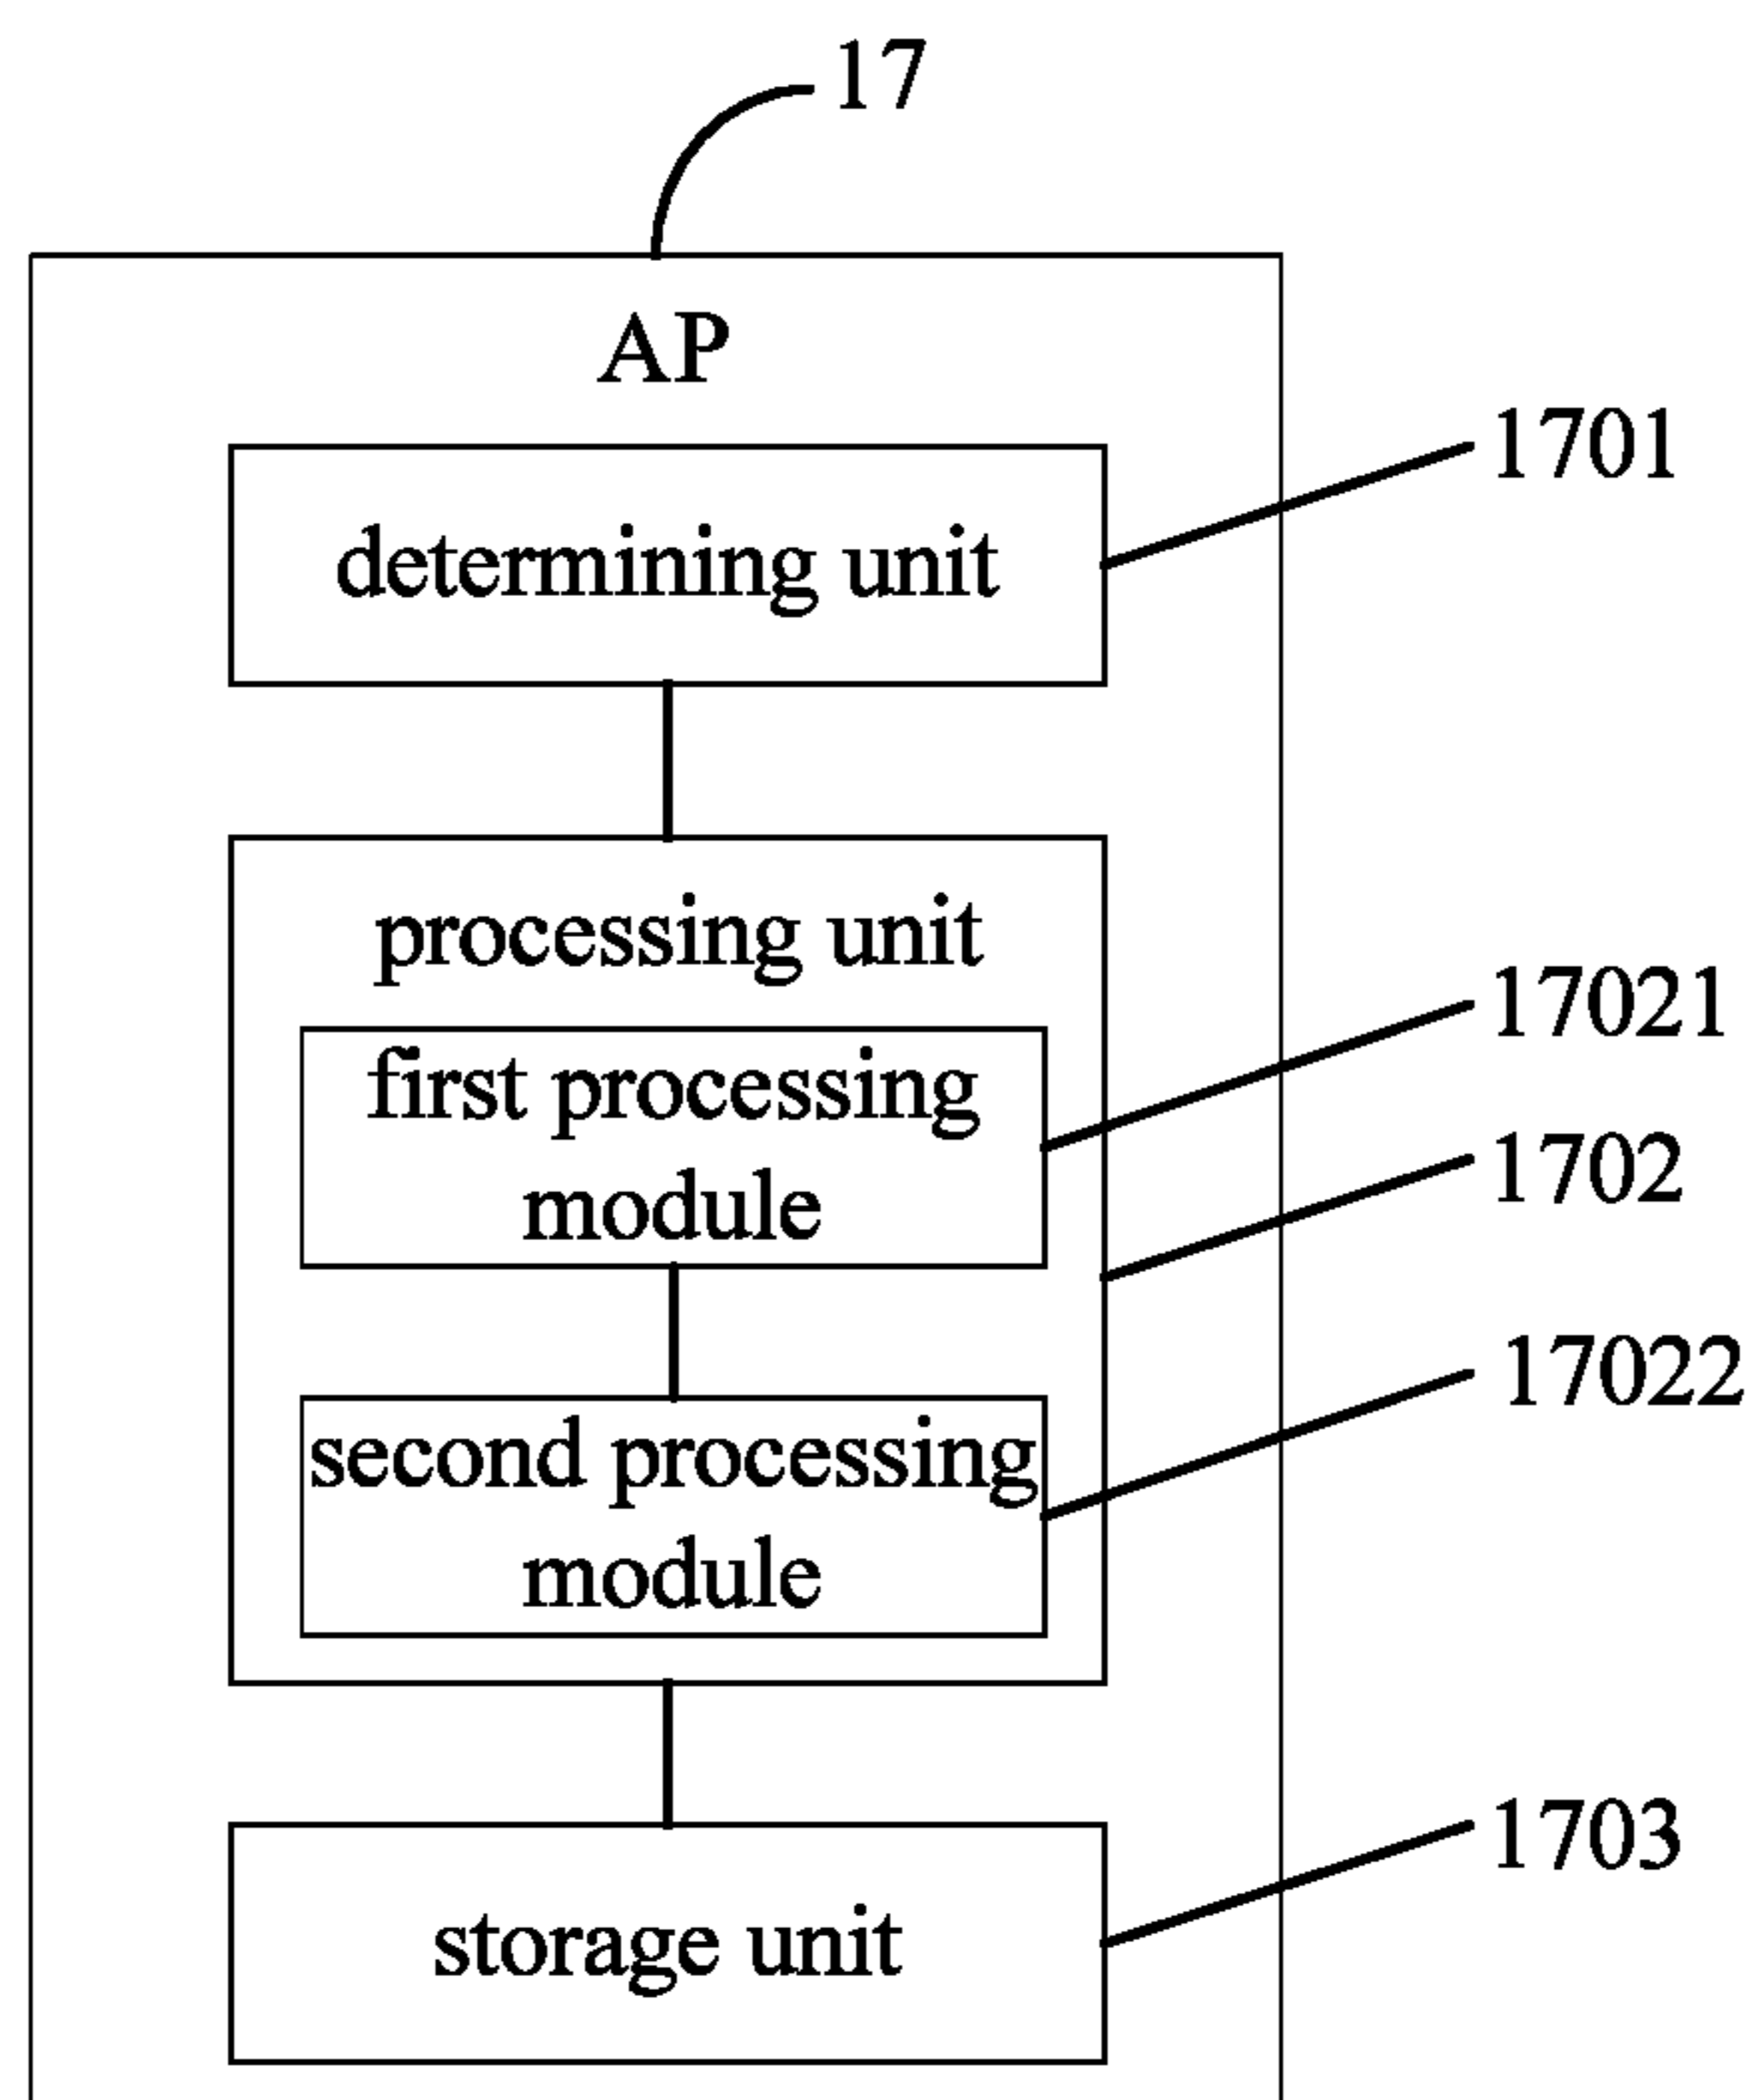 17
AP
1701
determining unit
processing unit
17021
first processing
module
1702
17022
second processing
module
1703
storage unit